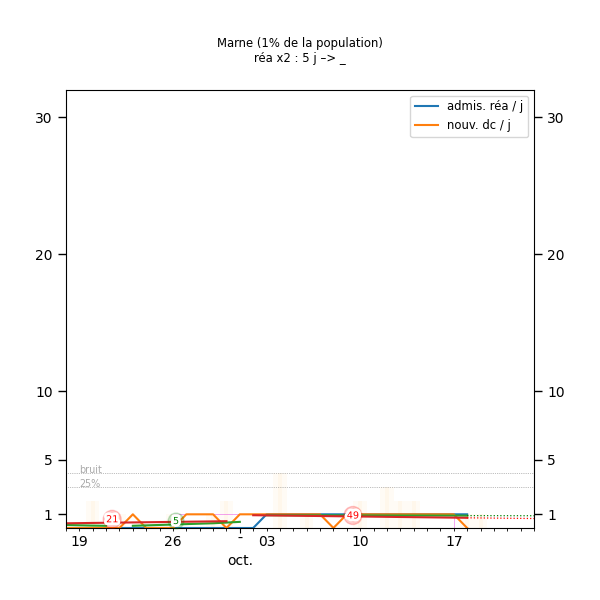 Marne (1% de la population)
réa x2 : 5 j –> _
admis. réa / j
nouv. dc / j
30 30
20 20
10 10
5 5
bruit
25%
1 21 5 49 1
19 26 - 03 10 17
oct.